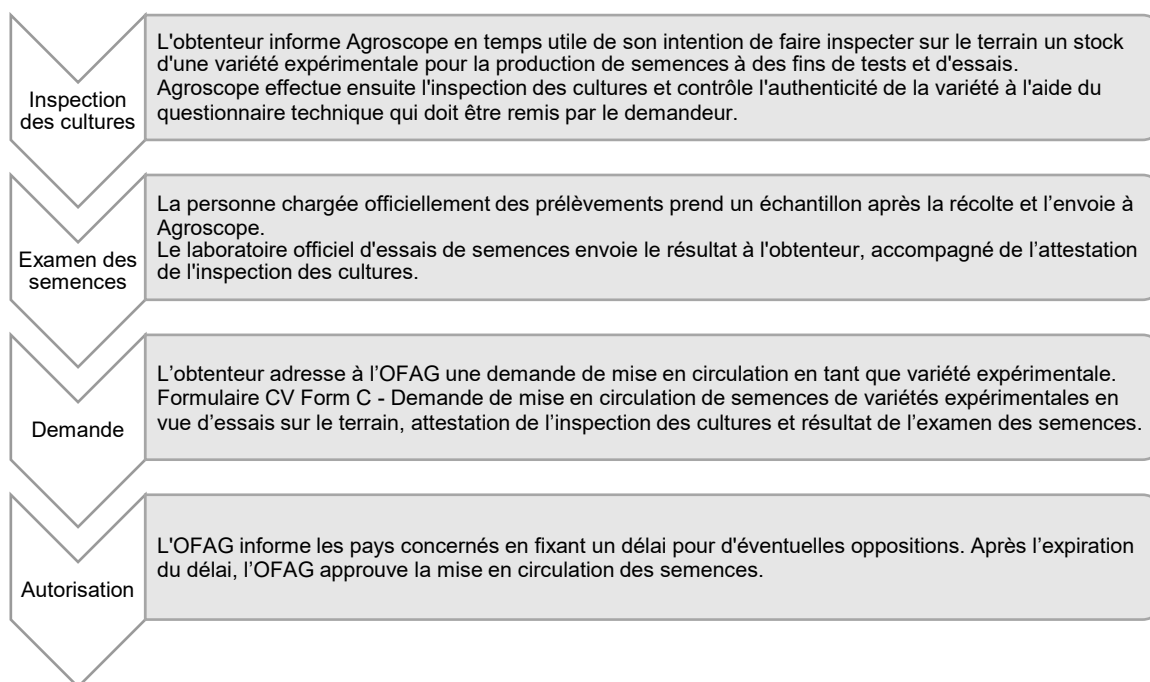 Inspection
des cultures
L'obtenteur informe Agroscope en temps utile de son intention de faire inspecter sur le terrain un stock
d'une variété expérimentale pour la production de semences à des fins de tests et d'essais.
Agroscope effectue ensuite l'inspection des cultures et contrôle l'authenticité de la variété à l'aide du
questionnaire technique qui doit être remis par le demandeur.
Examen des
semences
La personne chargée officiellement des prélèvements prend un échantillon après la récolte et l’envoie à
Agroscope.
Le laboratoire officiel d'essais de semences envoie le résultat à l'obtenteur, accompagné de l’attestation
de l'inspection des cultures.
Demande
L’obtenteur adresse à l’OFAG une demande de mise en circulation en tant que variété expérimentale.
Formulaire CV Form C - Demande de mise en circulation de semences de variétés expérimentales en
vue d’essais sur le terrain, attestation de l’inspection des cultures et résultat de l’examen des semences.
Autorisation
L'OFAG informe les pays concernés en fixant un délai pour d'éventuelles oppositions. Après l’expiration
du délai, l’OFAG approuve la mise en circulation des semences.